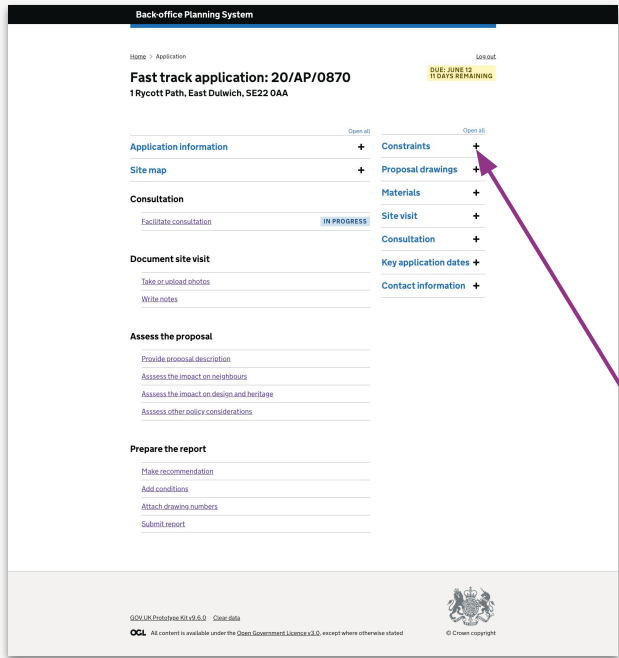 Back-office Planning System
Home > Application
Log out
Fast track application: 20/AP/0870
DUE: JUNE 12
11 DAYS REMAINING
1 Rycott Path, East Dulwich, SE22 0AA
Open all
Application information +
Site map +
Consultation
Facilitate consultation IN PROGRESS
Document site visit
Take or upload photos
Write notes
Assess the proposal
Provide proposal description
Asssess the impact on neighbours
Asssess the impact on design and heritage
Asssess other policy considerations
Prepare the report
Make recommendation
Add conditions
Attach drawing numbers
Submit report
Open all
Constraints +
Proposal drawings +
Materials +
Site visit +
Consultation +
Key application dates +
Contact information +
GOV.UK Prototype Kit v9.6.0 Clear data
OGL All content is available under the Open Government Licence v3.0, except where otherwise stated
© Crown copyright